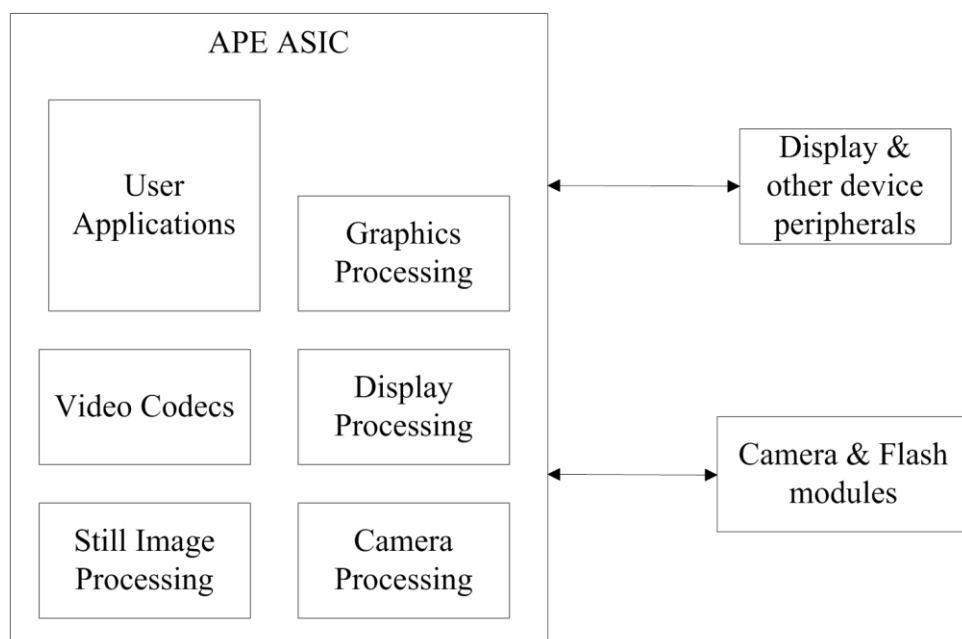 APE ASIC
User
Applications
Graphics
Processing
Video Codecs
Display
Processing
Still Image
Processing
Camera
Processing
Display &
other device
peripherals
Camera & Flash
modules